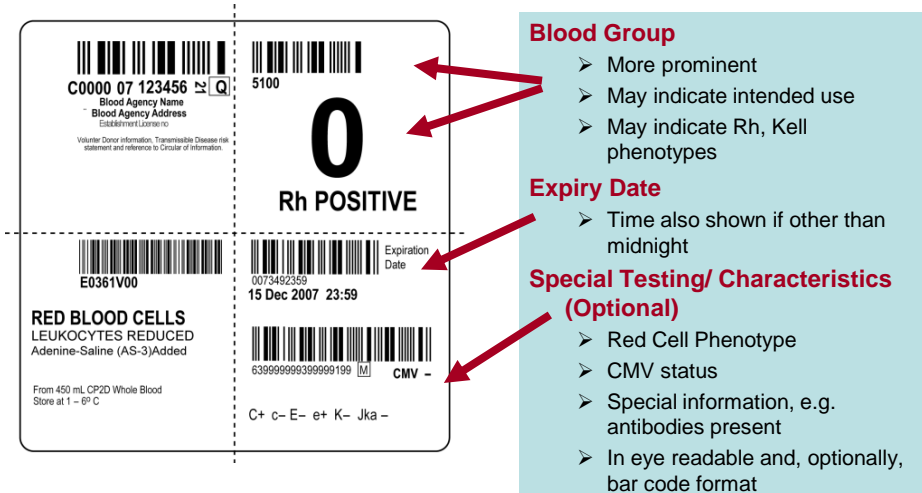 C0000 07 123456 21 Q
Blood Agency Name
Blood Agency Address
Establishment License no
Volunter Donor information, Transmissible Disease risk
statement and reference to Circular of Information.
5100
O
Rh POSITIVE
E0361V00
RED BLOOD CELLS
LEUKOCYTES REDUCED
Adenine-Saline (AS-3)Added
From 450 mL CP2D Whole Blood
Store at 1 – 6º C
Expiration
Date
0073492359
15 Dec 2007 23:59
639999999399999199 M
CMV –
C+ c– E– e+ K– Jka –
Blood Group
➢ More prominent
➢ May indicate intended use
➢ May indicate Rh, Kell
phenotypes
Expiry Date
➢ Time also shown if other than
midnight
Special Testing/ Characteristics
(Optional)
➢ Red Cell Phenotype
➢ CMV status
➢ Special information, e.g.
antibodies present
➢ In eye readable and, optionally,
bar code format